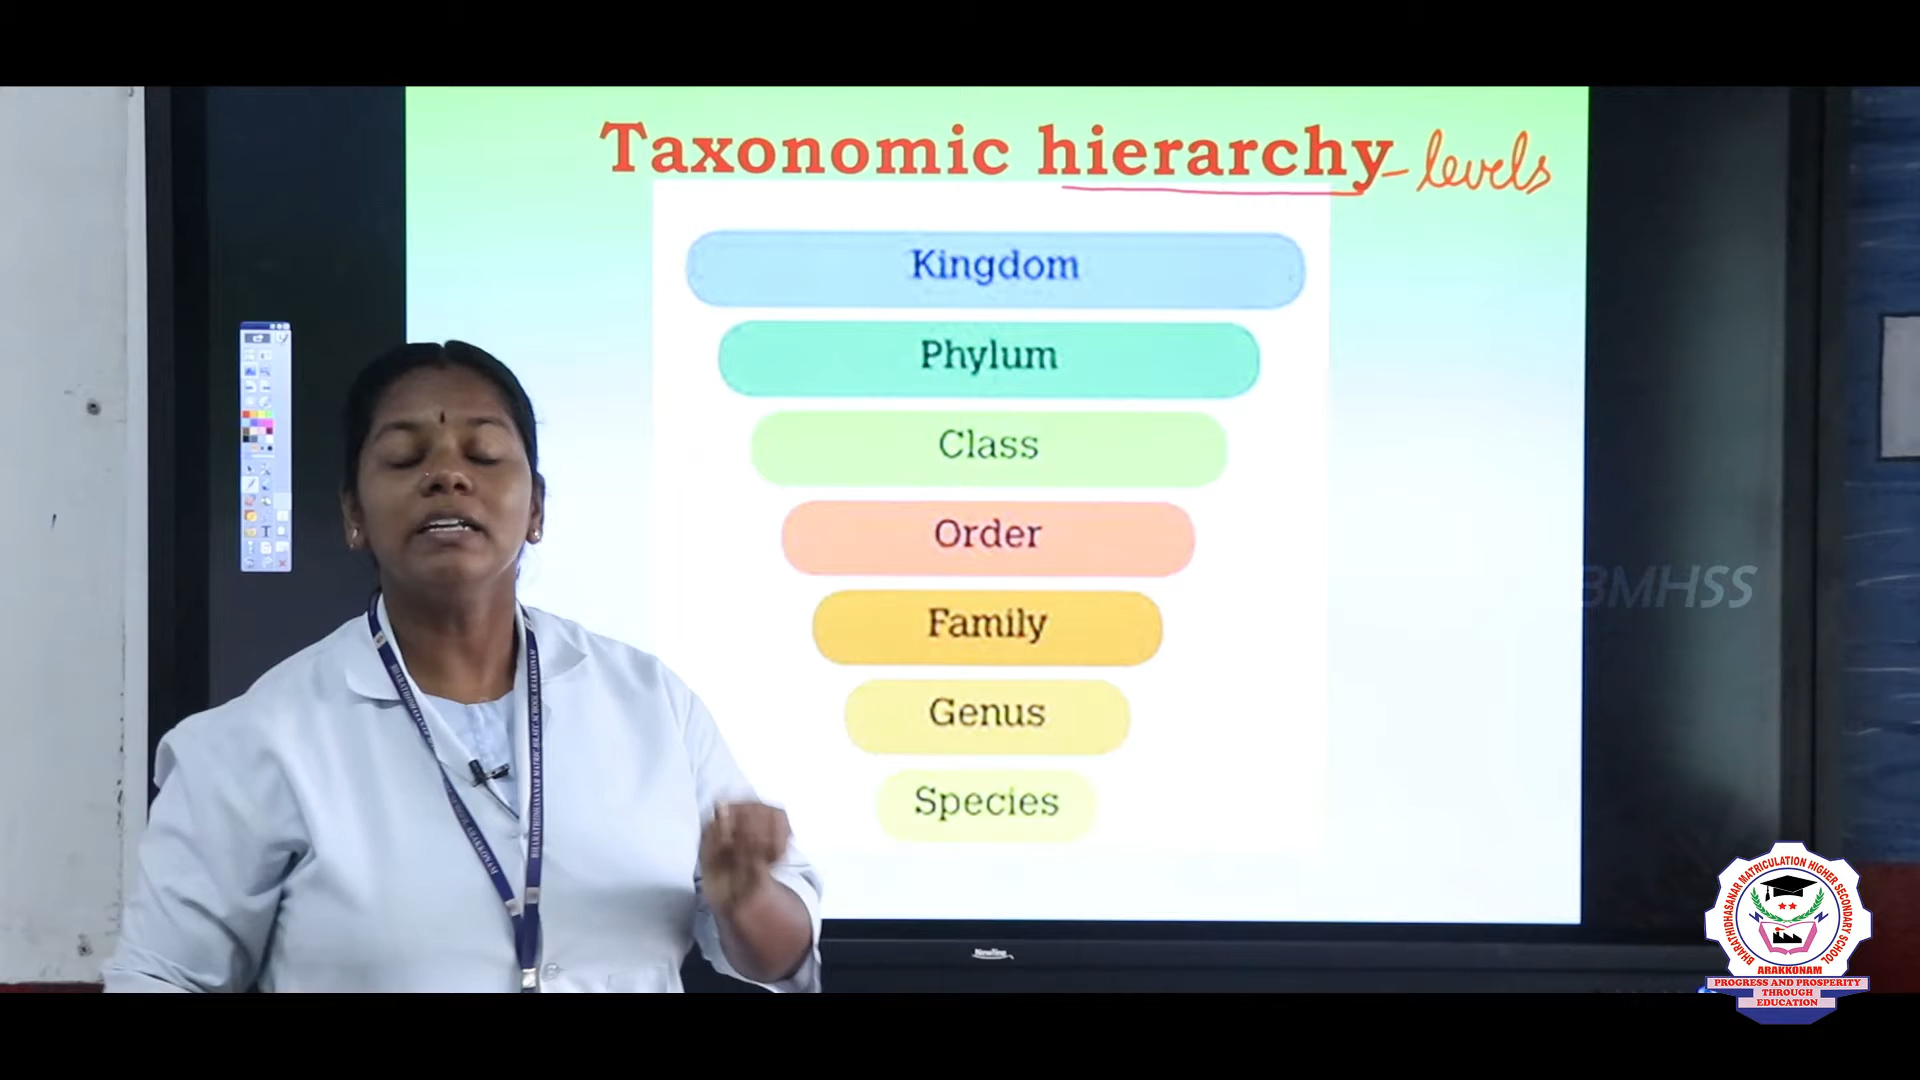 Taxonomic hierarchy - levels
Kingdom
Phylum
Class
Order
Family
Genus
Species
BMHSS
BHARATHIDHASANAR MATRICULATION HIGHER SECONDARY SCHOOL
ARAKKONAM
PROGRESS AND PROSPERITY
THROUGH
EDUCATION